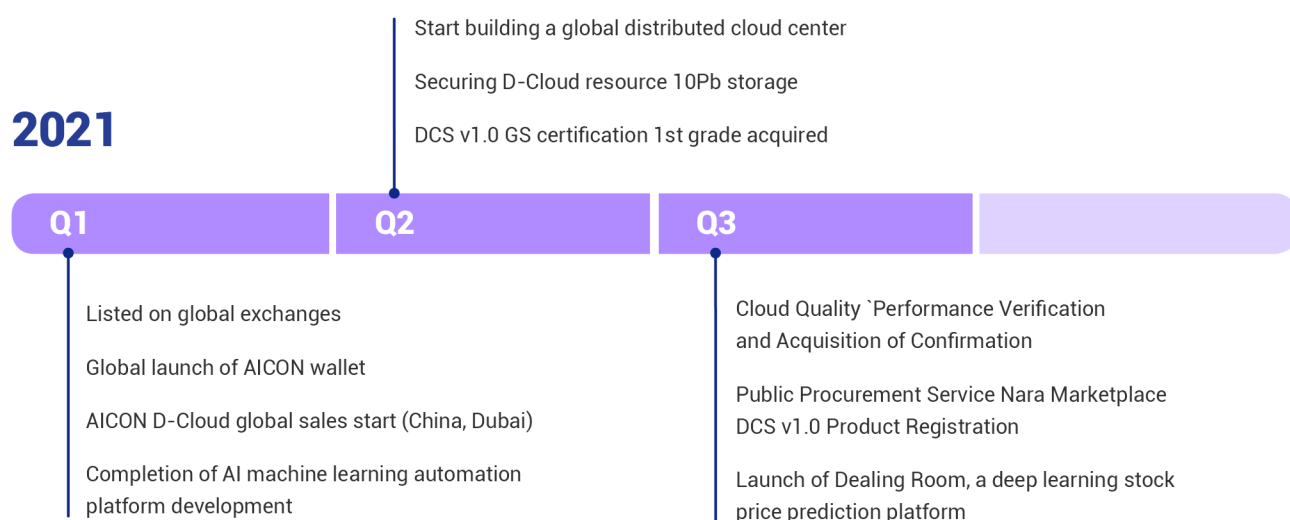 Start building a global distributed cloud center
Securing D-Cloud resource 10Pb storage
DCS v1.0 GS certification 1st grade acquired
2021
Q1
Q2
Q3
Listed on global exchanges
Global launch of AICON wallet
AICON D-Cloud global sales start (China, Dubai)
Completion of AI machine learning automation
platform development
Cloud Quality `Performance Verification
and Acquisition of Confirmation
Public Procurement Service Nara Marketplace
DCS v1.0 Product Registration
Launch of Dealing Room, a deep learning stock
price prediction platform